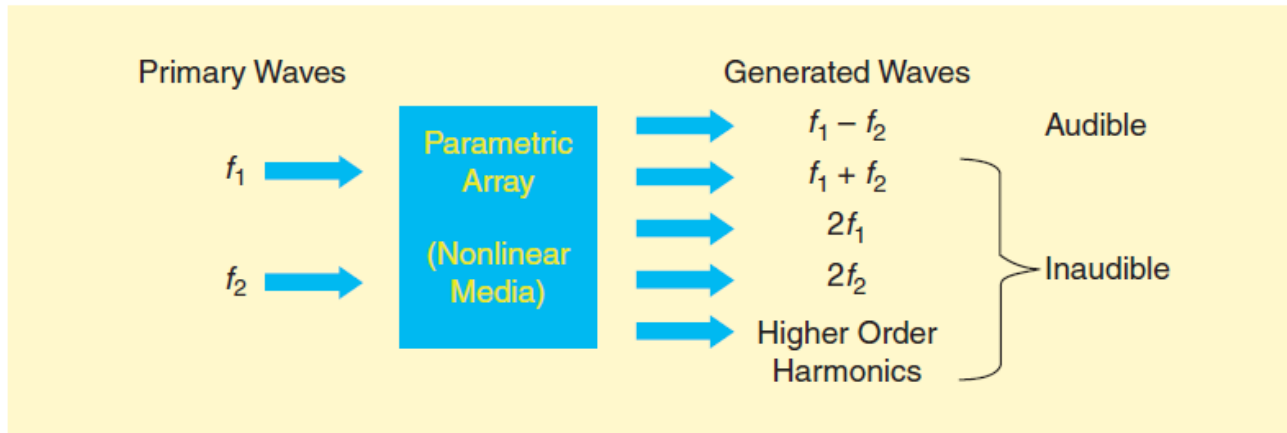 Primary Waves
Generated Waves
f₁
f₂
Parametric
Array
(Nonlinear
Media)
f₁ – f₂
f₁ + f₂
2f₁
2f₂
Higher Order
Harmonics
Audible
Inaudible